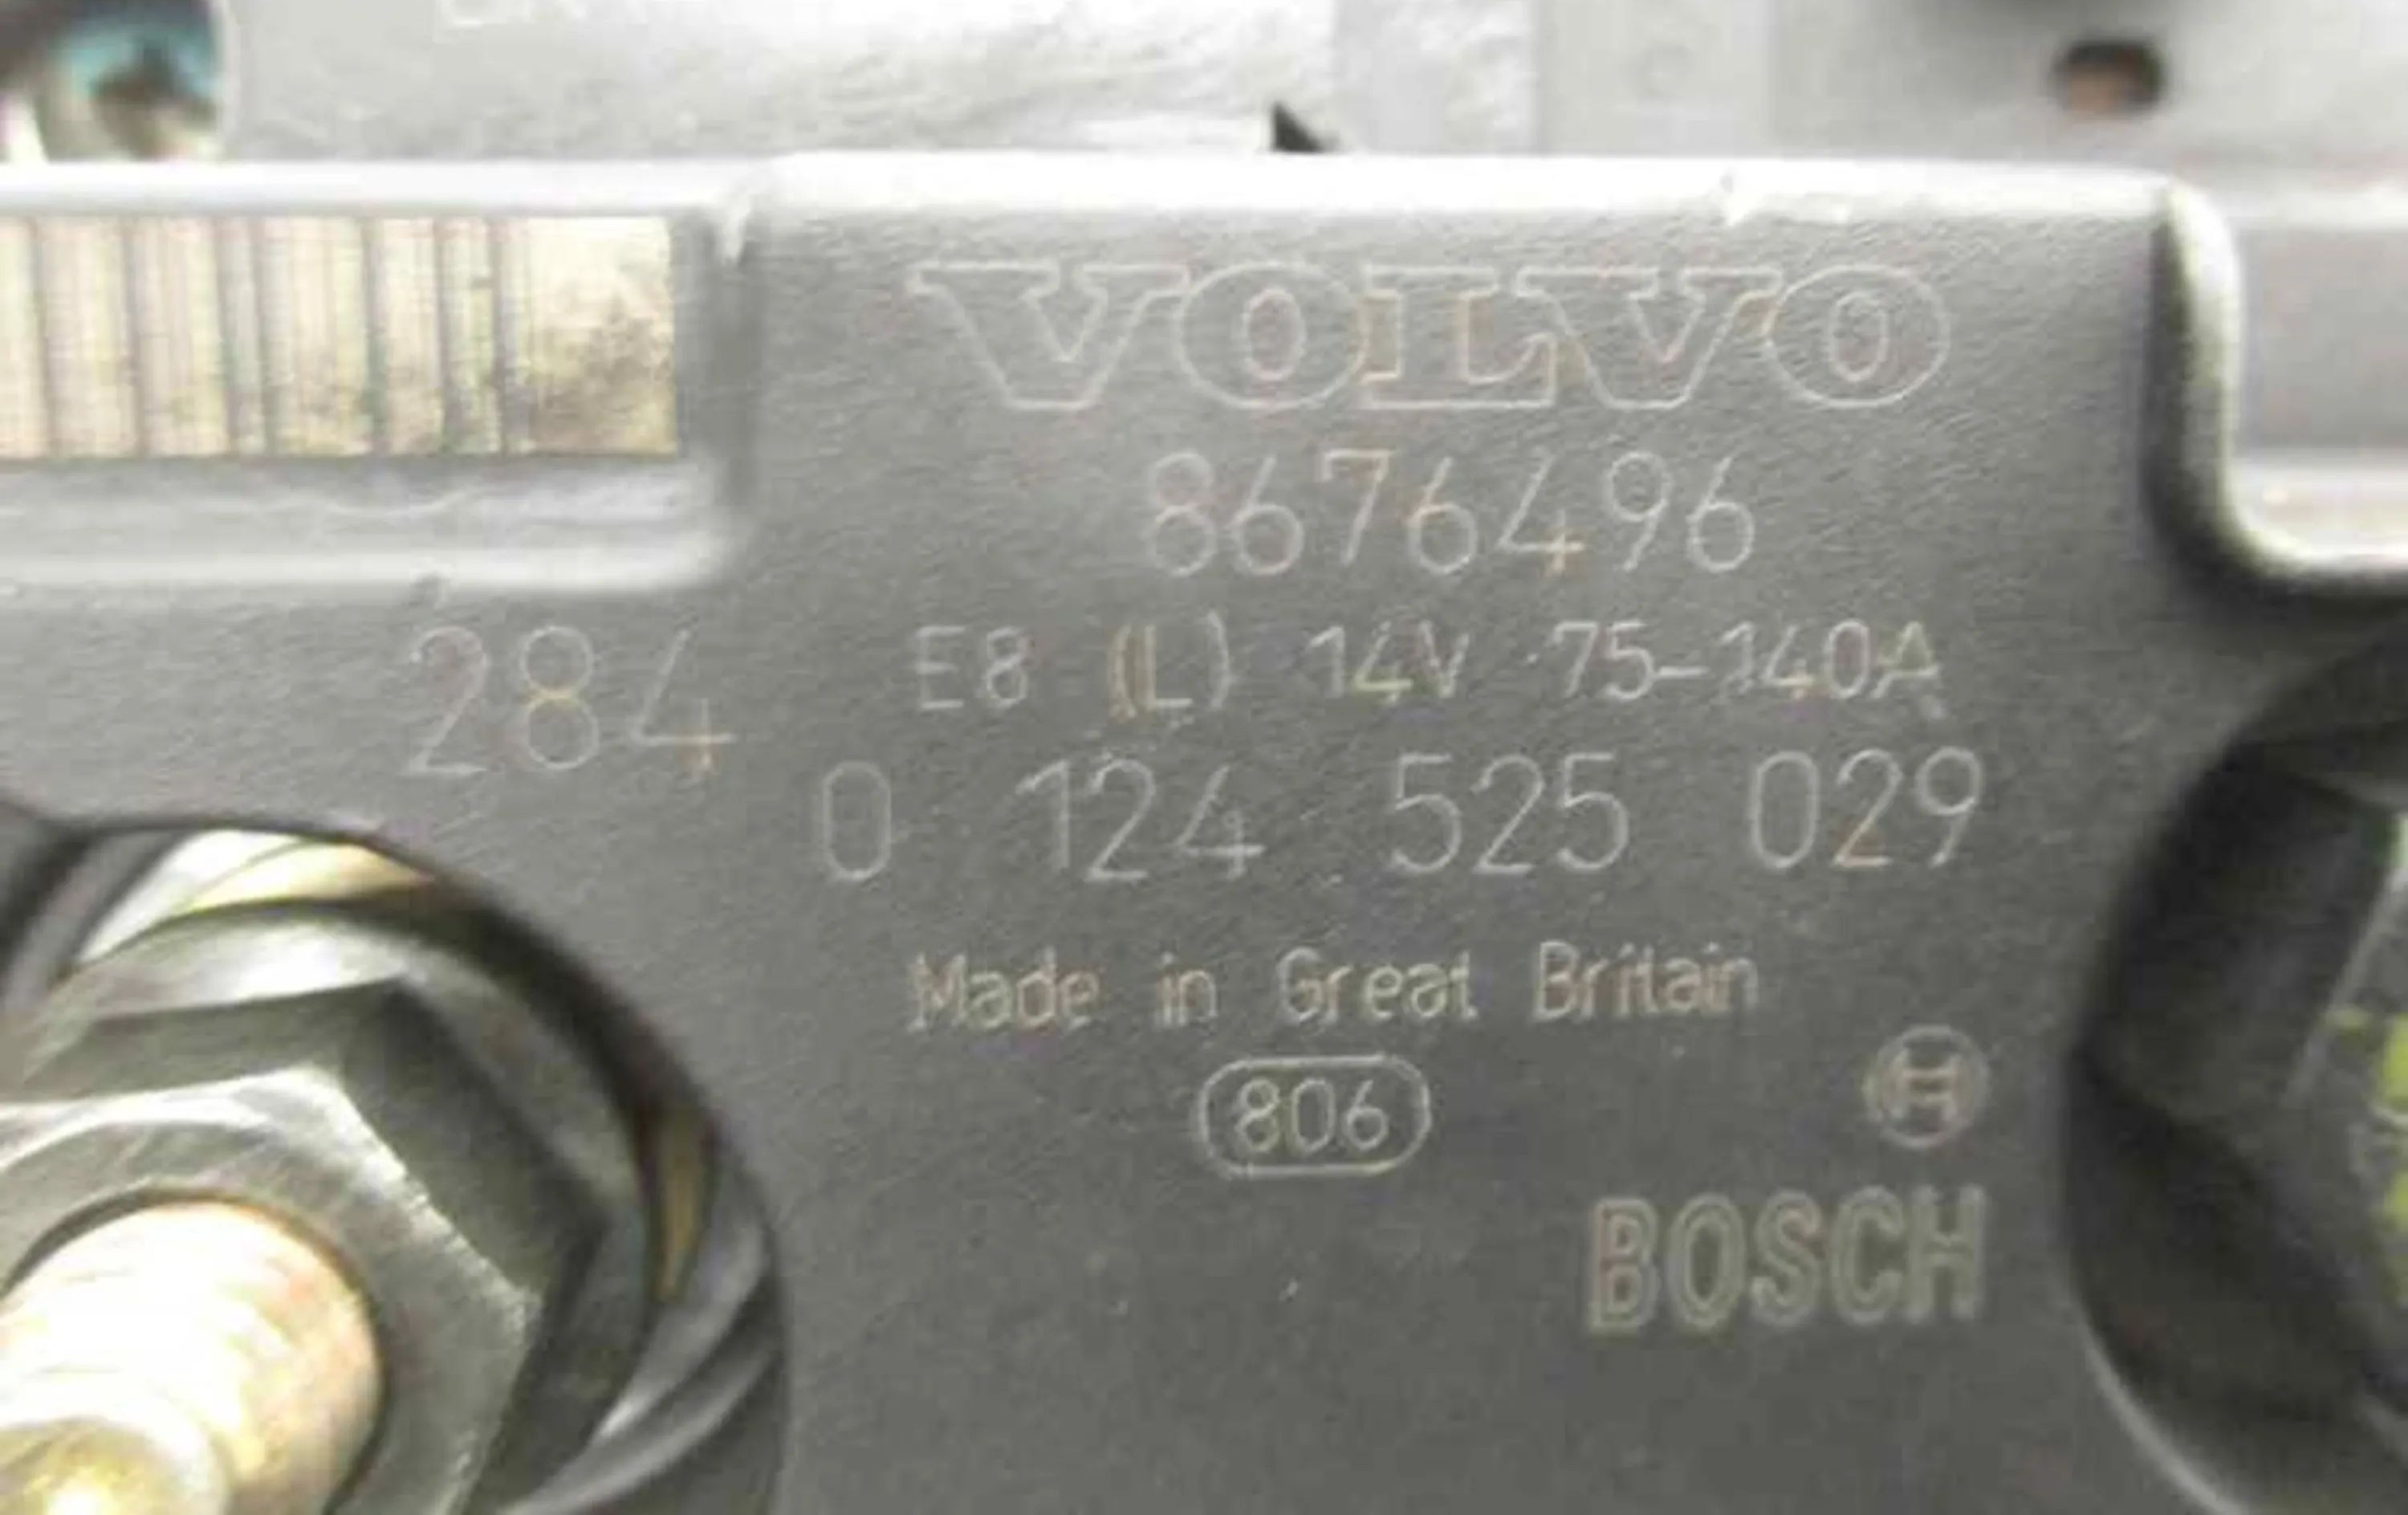 VOLVO
8676496
E8 (L) 14V 75-140A
284
0 124 525 029
Made in Great Britain
806
BOSCH